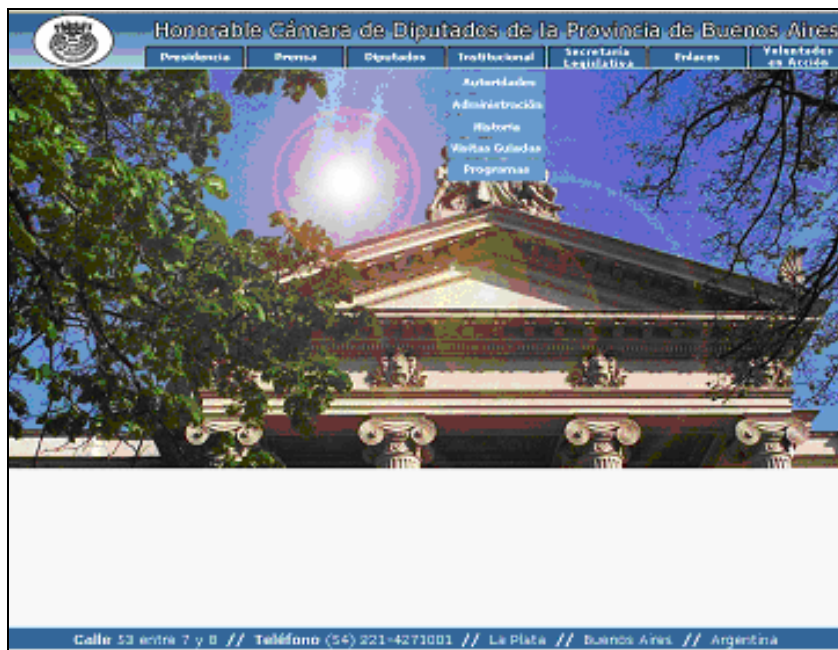 Honorable Cámara de Diputados de la Provincia de Buenos Aires
Presidencia Prensa Diputados Institucional Secretaría Legislativa Enlaces Voluntades en Acción
Autoridades
Administración
Historia
Visitas Guiadas
Programas
Calle 53 entre 7 y 8 // Teléfono (54) 221-4271001 // La Plata // Buenos Aires // Argentina